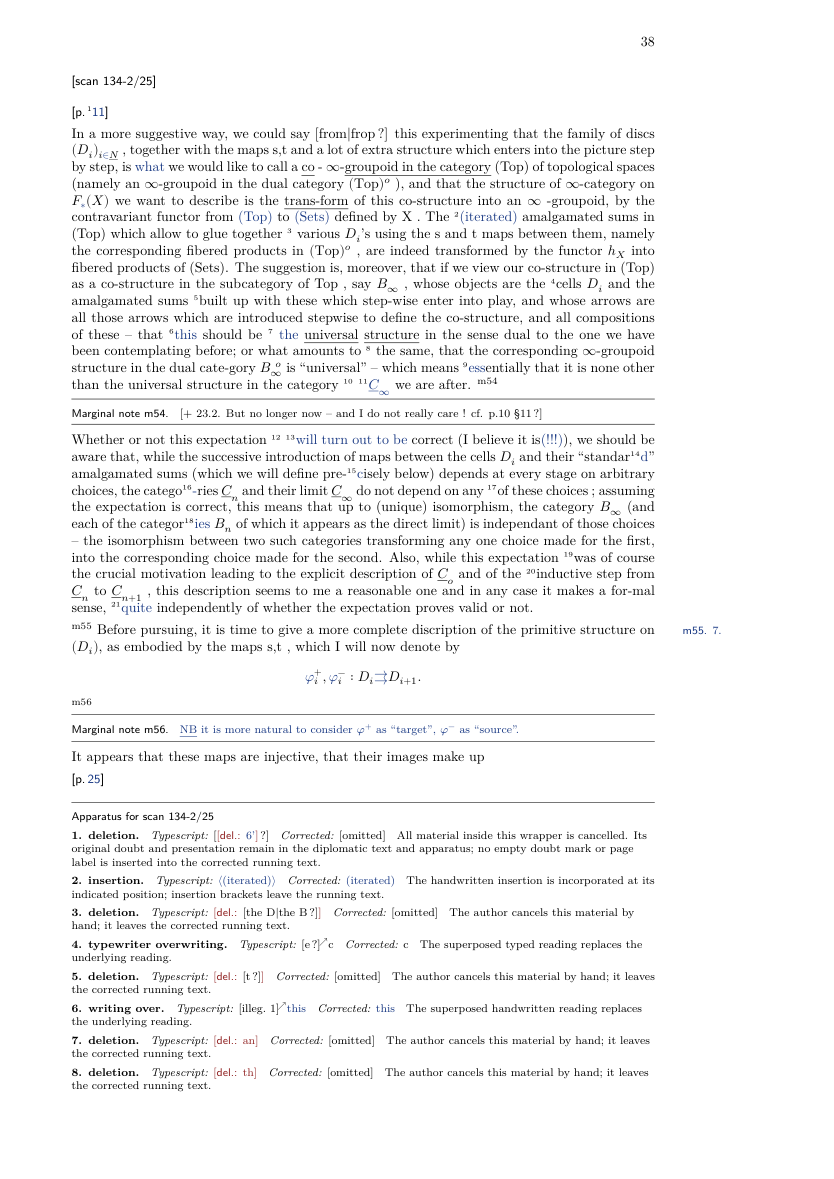 38
[scan 134-2/25]
[p. ¹11]
In a more suggestive way, we could say [from|frop ?] this experimenting that the family of discs
(D_i)_{i∈N} , together with the maps s,t and a lot of extra structure which enters into the picture step
by step, is what we would like to call a co - ∞-groupoid in the category (Top) of topological spaces
(namely an ∞-groupoid in the dual category (Top)^o ), and that the structure of ∞-category on
F_*(X) we want to describe is the trans-form of this co-structure into an ∞ -groupoid, by the
contravariant functor from (Top) to (Sets) defined by X . The ²(iterated) amalgamated sums in
(Top) which allow to glue together ³ various D_i's using the s and t maps between them, namely
the corresponding fibered products in (Top)^o , are indeed transformed by the functor h_X into
fibered products of (Sets). The suggestion is, moreover, that if we view our co-structure in (Top)
as a co-structure in the subcategory of Top , say B_∞ , whose objects are the ⁴cells D_i and the
amalgamated sums ⁵built up with these which step-wise enter into play, and whose arrows are
all those arrows which are introduced stepwise to define the co-structure, and all compositions
of these – that ⁶this should be ⁷ the universal structure in the sense dual to the one we have
been contemplating before; or what amounts to ⁸ the same, that the corresponding ∞-groupoid
structure in the dual cate-gory B_∞^o is “universal” – which means ⁹essentially that it is none other
than the universal structure in the category ¹⁰ ¹¹C_∞ we are after. m54
Marginal note m54. [+ 23.2. But no longer now – and I do not really care ! cf. p.10 §11 ?]
Whether or not this expectation ¹² ¹³will turn out to be correct (I believe it is(!!!)), we should be
aware that, while the successive introduction of maps between the cells D_i and their “standar¹⁴d”
amalgamated sums (which we will define pre-¹⁵cisely below) depends at every stage on arbitrary
choices, the catego¹⁶-ries C_n and their limit C_∞ do not depend on any ¹⁷of these choices ; assuming
the expectation is correct, this means that up to (unique) isomorphism, the category B_∞ (and
each of the categor¹⁸ies B_n of which it appears as the direct limit) is independant of those choices
– the isomorphism between two such categories transforming any one choice made for the first,
into the corresponding choice made for the second. Also, while this expectation ¹⁹was of course
the crucial motivation leading to the explicit description of C_o and of the ²⁰inductive step from
C_n to C_{n+1} , this description seems to me a reasonable one and in any case it makes a for-mal
sense, ²¹quite independently of whether the expectation proves valid or not.
m55 Before pursuing, it is time to give a more complete discription of the primitive structure on
m55. 7.
(D_i), as embodied by the maps s,t , which I will now denote by
φ_i^+, φ_i^- : D_i ⇉ D_{i+1}.
m56
Marginal note m56. NB it is more natural to consider φ^+ as “target”, φ^- as “source”.
It appears that these maps are injective, that their images make up
[p. 25]
Apparatus for scan 134-2/25
1. deletion. Typescript: [[del.: 6'] ?] Corrected: [omitted] All material inside this wrapper is cancelled. Its
original doubt and presentation remain in the diplomatic text and apparatus; no empty doubt mark or page
label is inserted into the corrected running text.
2. insertion. Typescript: ⟨(iterated)⟩ Corrected: (iterated) The handwritten insertion is incorporated at its
indicated position; insertion brackets leave the running text.
3. deletion. Typescript: [del.: [the D|the B ?]] Corrected: [omitted] The author cancels this material by
hand; it leaves the corrected running text.
4. typewriter overwriting. Typescript: [e ?]↗c Corrected: c The superposed typed reading replaces the
underlying reading.
5. deletion. Typescript: [del.: [t ?]] Corrected: [omitted] The author cancels this material by hand; it leaves
the corrected running text.
6. writing over. Typescript: [illeg. 1]↗this Corrected: this The superposed handwritten reading replaces
the underlying reading.
7. deletion. Typescript: [del.: an] Corrected: [omitted] The author cancels this material by hand; it leaves
the corrected running text.
8. deletion. Typescript: [del.: th] Corrected: [omitted] The author cancels this material by hand; it leaves
the corrected running text.